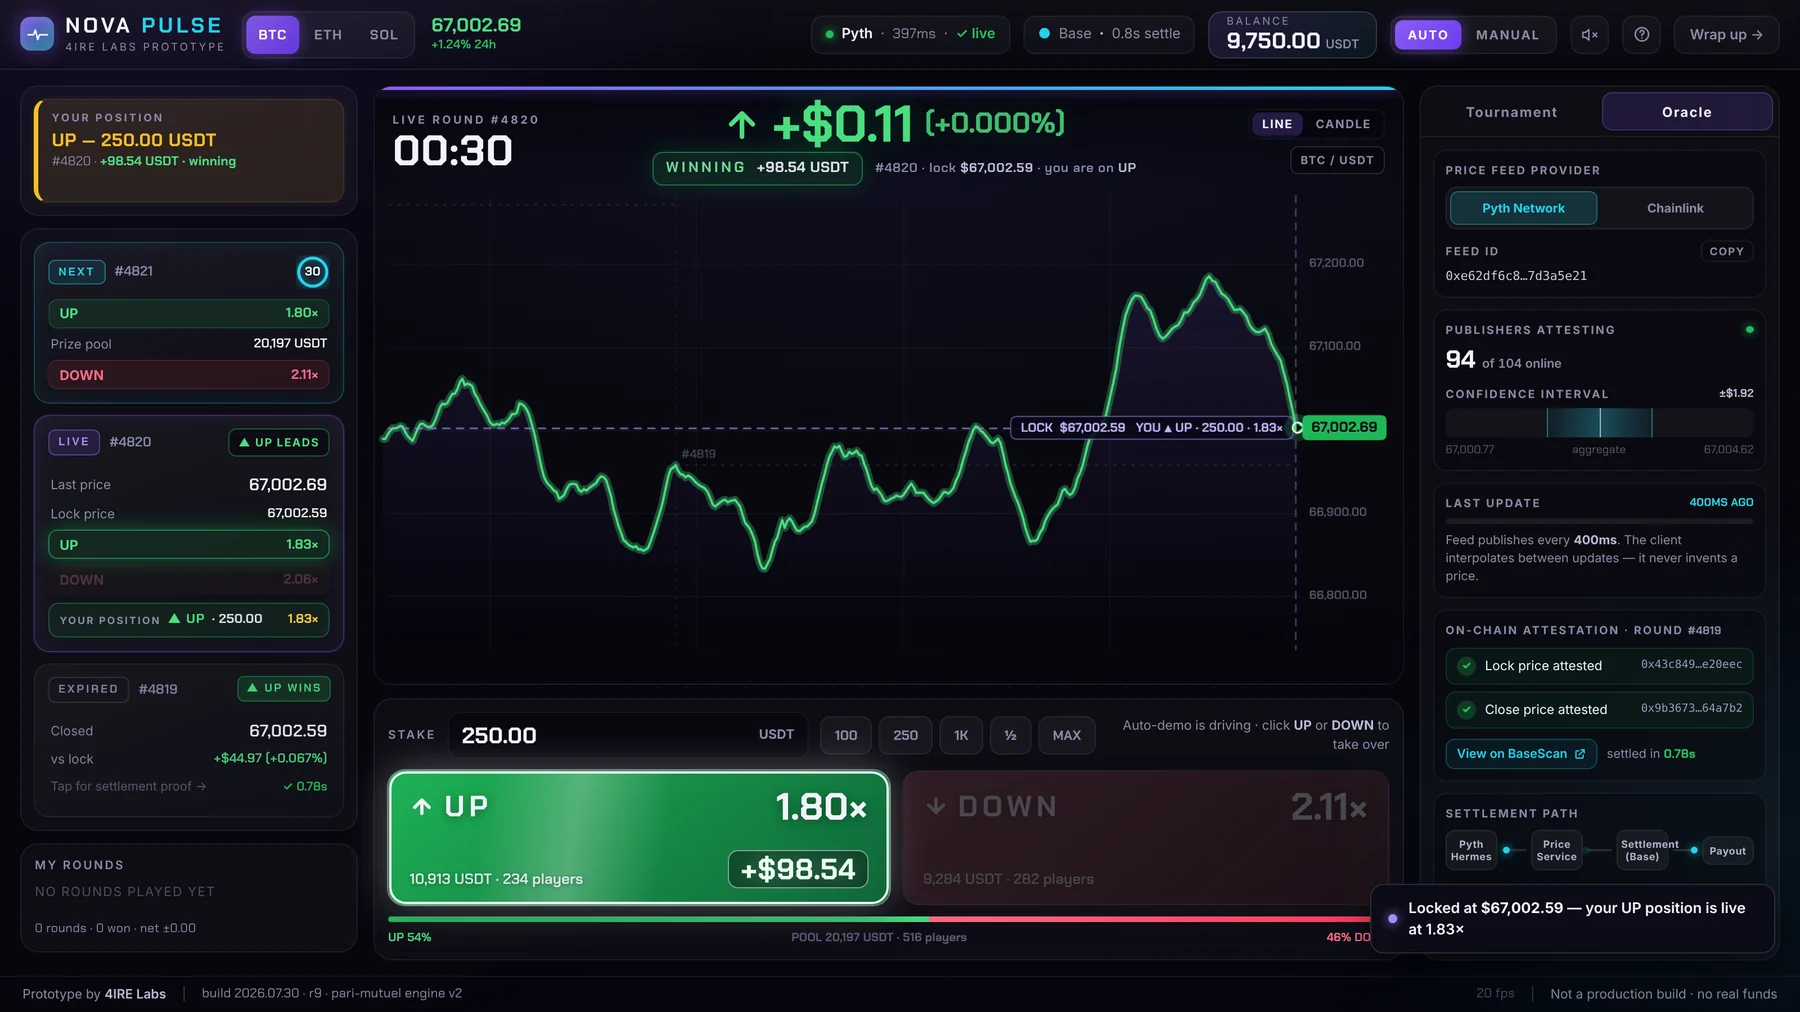 NOVA PULSE
4IRE LABS PROTOTYPE
BTC
ETH
SOL
67,002.69
+1.24% 24h
Pyth · 397ms · ✓ live
Base · 0.8s settle
BALANCE
9,750.00 USDT
AUTO
MANUAL
Wrap up →
YOUR POSITION
UP — 250.00 USDT
#4820 · +98.54 USDT · winning
NEXT #4821
30
UP 1.80×
Prize pool 20,197 USDT
DOWN 2.11×
LIVE #4820
▲ UP LEADS
Last price 67,002.69
Lock price 67,002.59
UP 1.83×
DOWN 2.06×
YOUR POSITION ▲ UP · 250.00 1.83×
EXPIRED #4819
▲ UP WINS
Closed 67,002.59
vs lock +$44.97 (+0.067%)
Tap for settlement proof → ✓ 0.78s
MY ROUNDS
NO ROUNDS PLAYED YET
0 rounds · 0 won · net ±0.00
LIVE ROUND #4820
00:30
↑ +$0.11 (+0.000%)
WINNING +98.54 USDT
#4820 · lock $67,002.59 · you are on UP
LINE
CANDLE
BTC / USDT
67,200.00
67,100.00
LOCK $67,002.59 YOU ▲ UP · 250.00 · 1.83×
67,002.69
#4819
66,900.00
66,800.00
STAKE 250.00 USDT
100
250
1K
½
MAX
Auto-demo is driving · click UP or DOWN to
take over
↑ UP 1.80×
10,913 USDT · 234 players
+$98.54
↓ DOWN 2.11×
9,284 USDT · 282 players
UP 54%
POOL 20,197 USDT · 516 players
46% DO
Tournament
Oracle
PRICE FEED PROVIDER
Pyth Network
Chainlink
FEED ID
COPY
0xe62df6c8…7d3a5e21
PUBLISHERS ATTESTING
94 of 104 online
CONFIDENCE INTERVAL ±$1.92
67,000.77 aggregate 67,004.62
LAST UPDATE 400MS AGO
Feed publishes every 400ms. The client
interpolates between updates — it never invents a
price.
ON-CHAIN ATTESTATION · ROUND #4819
Lock price attested 0x43c849…e20eec
Close price attested 0x9b3673…64a7b2
View on BaseScan
settled in 0.78s
SETTLEMENT PATH
Pyth
Hermes
Price
Service
Settlement
(Base)
Payout
Locked at $67,002.59 — your UP position is live
at 1.83×
Prototype by 4IRE Labs
build 2026.07.30 · r9 · pari-mutuel engine v2
20 fps
Not a production build · no real funds